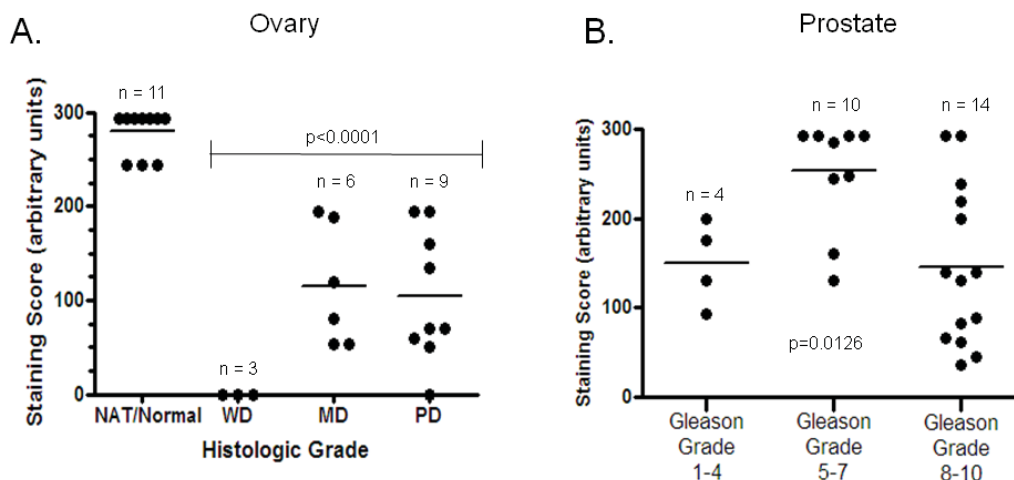 A.
Ovary
Staining Score (arbitrary units)
300
200
100
0
n = 11
p<0.0001
n = 3
n = 6
n = 9
NAT/Normal WD MD PD
Histologic Grade
B.
Prostate
Staining Score (arbitrary units)
300
200
100
0
n = 4
n = 10
n = 14
p=0.0126
Gleason Grade 1-4
Gleason Grade 5-7
Gleason Grade 8-10